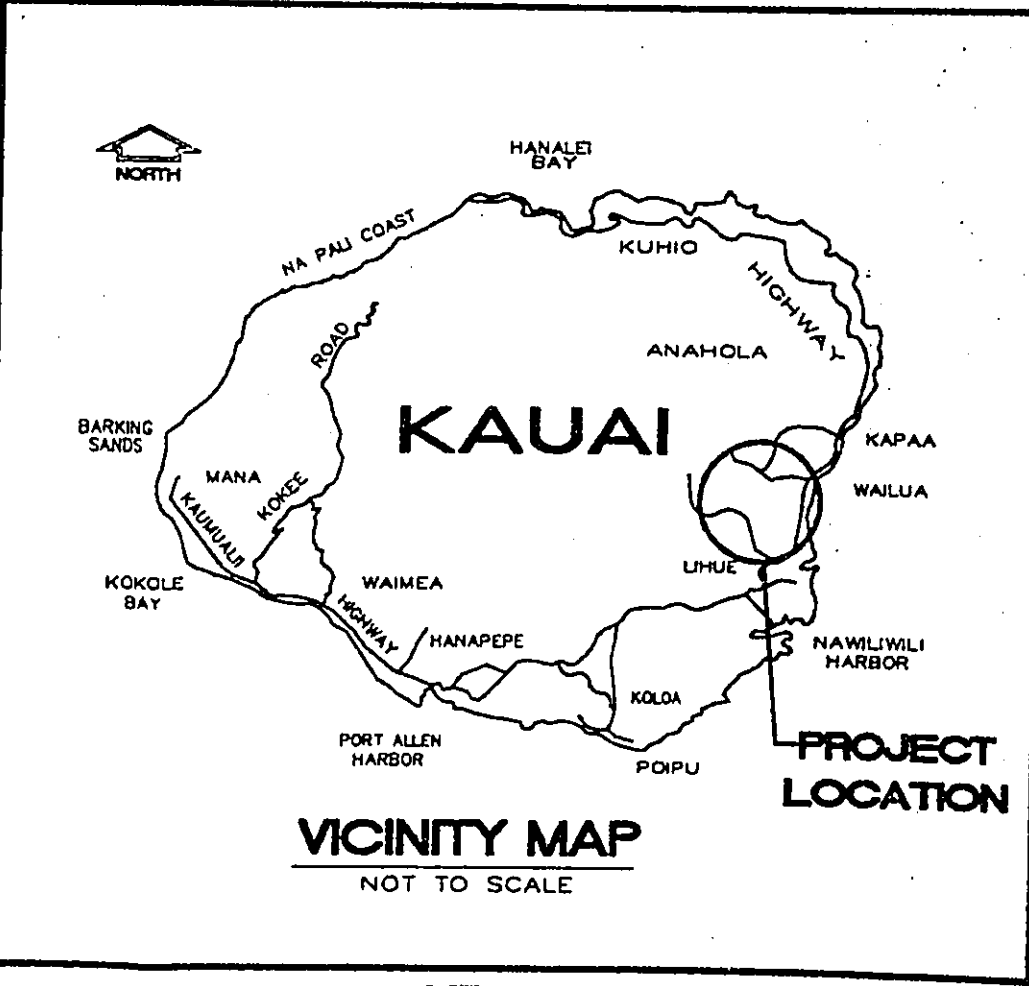 NORTH
HANALEI
BAY
NA PALI COAST
KUHIO
HIGHWAY
ROAD
ANAHOLA
KAUAI
BARKING
SANDS
KAPAA
MANA
KOKEE
WAILUA
KAUMUALII
LIHUE
KOKOLE
BAY
WAIMEA
HIGHWAY
HANAPEPE
NAWILIWILI
HARBOR
KOLOA
PORT ALLEN
HARBOR
POIPU
PROJECT
LOCATION
VICINITY MAP
NOT TO SCALE